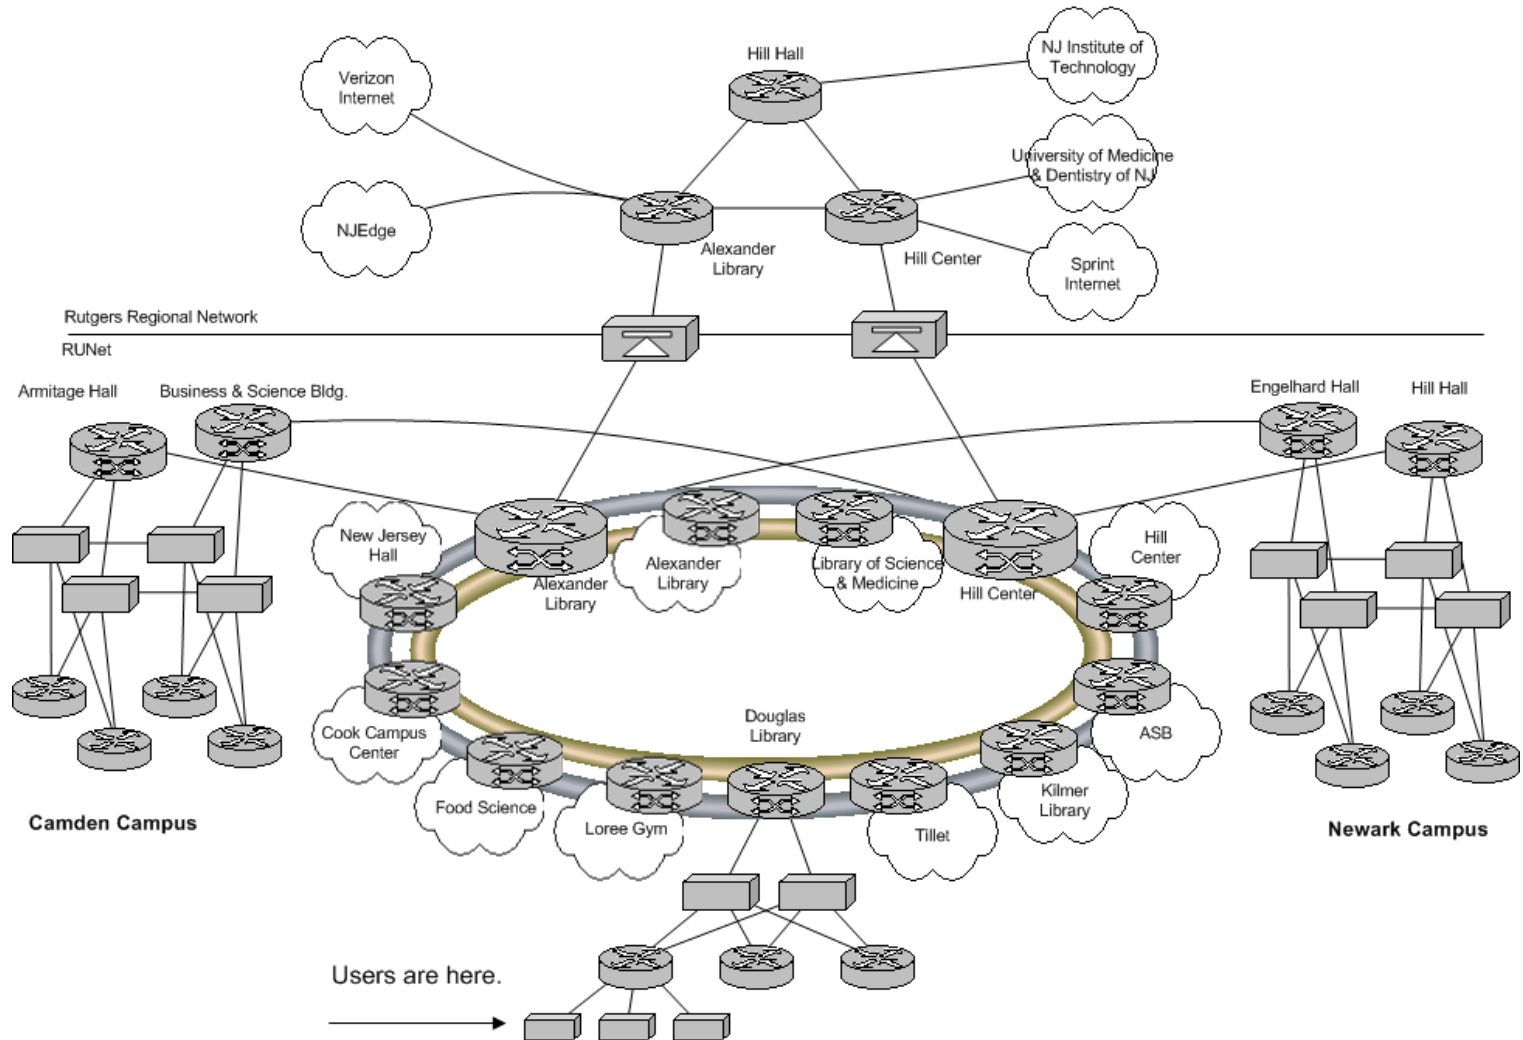 Hill Hall
NJ Institute of
Technology
Verizon
Internet
University of Medicine
& Dentistry of NJ
NJEdge
Alexander
Library
Hill Center
Sprint
Internet
Rutgers Regional Network
RUNet
Armitage Hall
Business & Science Bldg.
Engelhard Hall
Hill Hall
New Jersey
Hall
Alexander
Library
Alexander
Library
Library of Science
& Medicine
Hill Center
Hill
Center
Cook Campus
Center
Food Science
Loree Gym
Douglas
Library
Tillet
Kilmer
Library
ASB
Camden Campus
Newark Campus
Users are here.